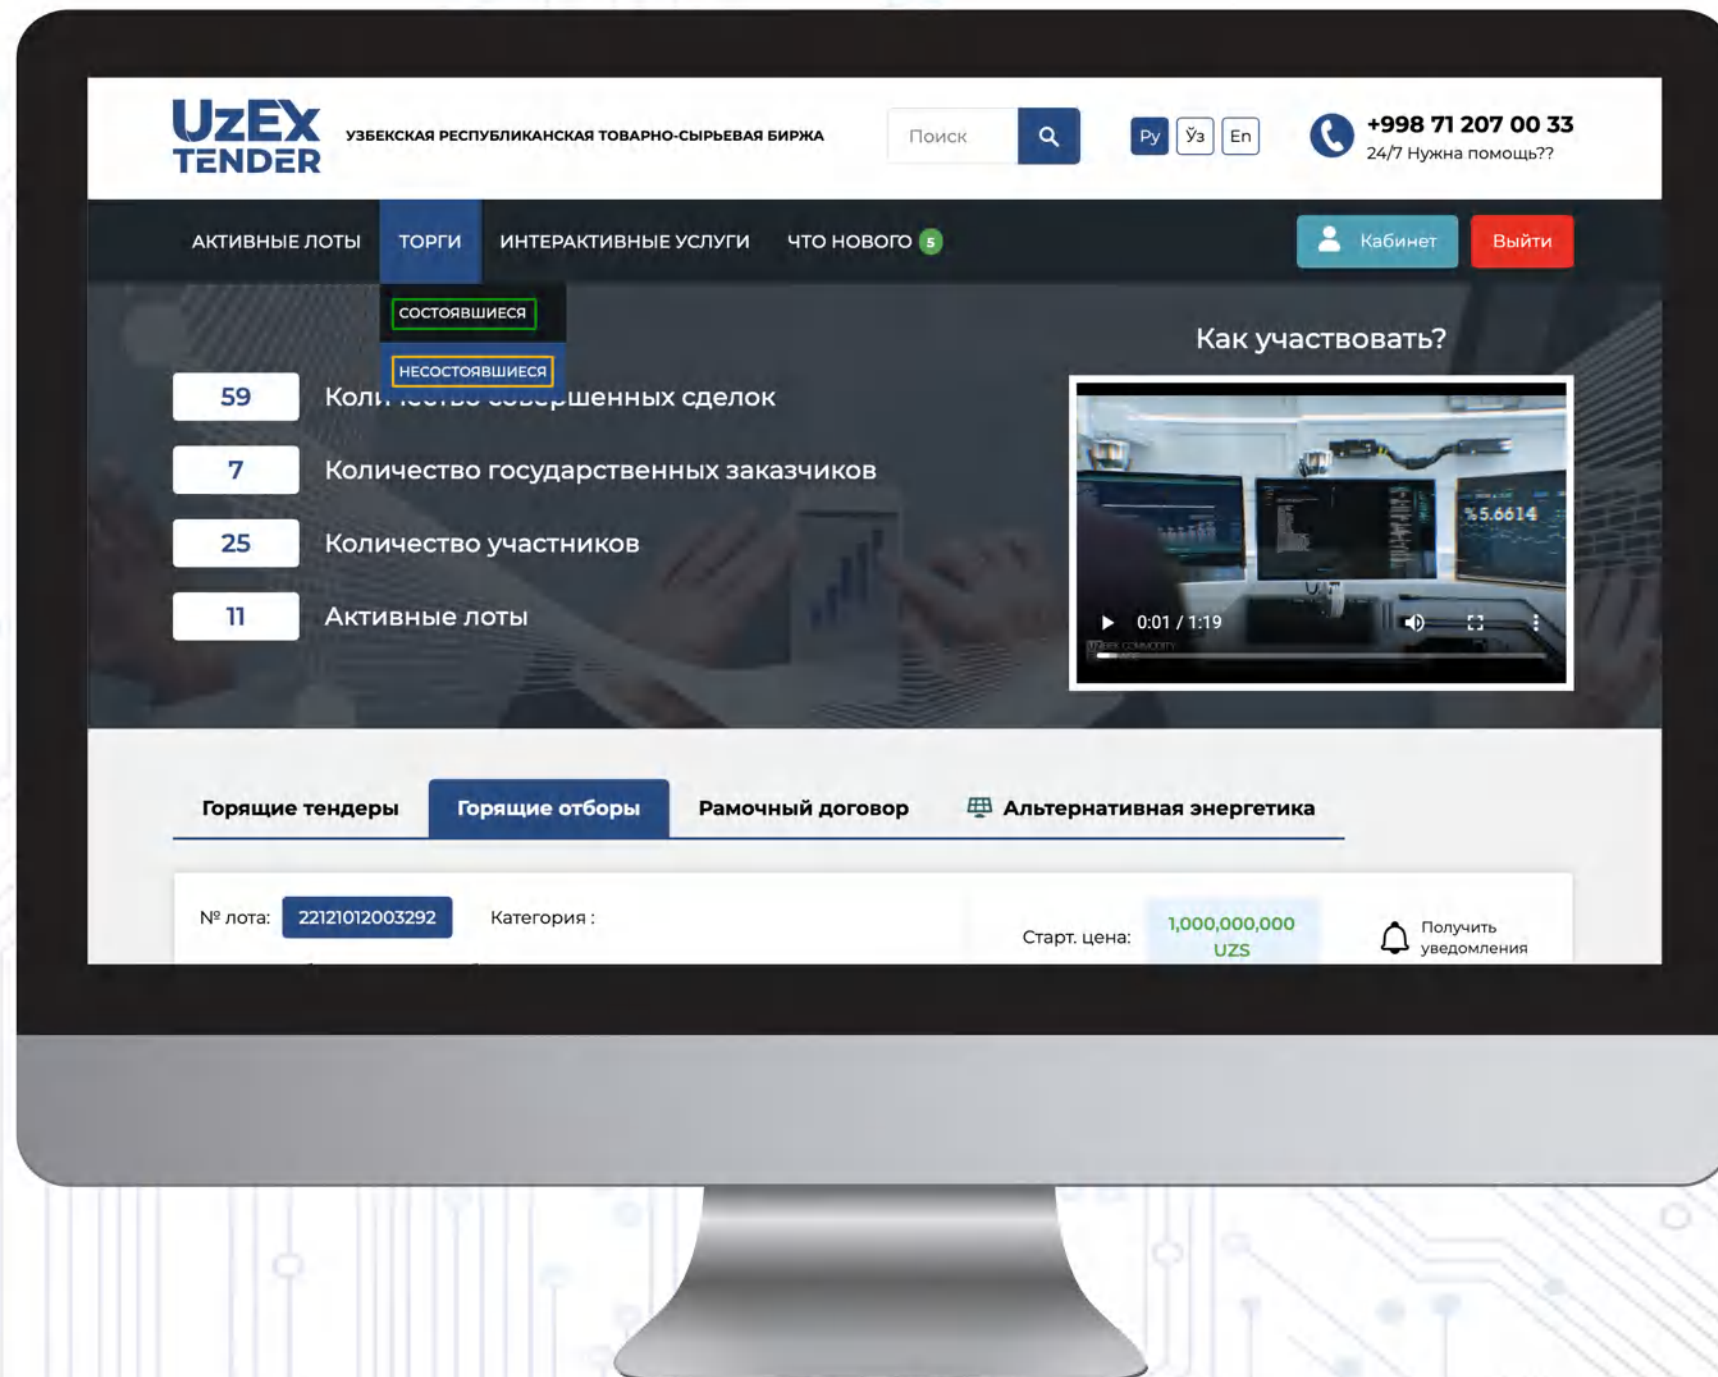 UzEX
TENDER
УЗБЕКСКАЯ РЕСПУБЛИКАНСКАЯ ТОВАРНО-СЫРЬЕВАЯ БИРЖА
Поиск
Ру Ўз En
+998 71 207 00 33
24/7 Нужна помощь??
АКТИВНЫЕ ЛОТЫ ТОРГИ ИНТЕРАКТИВНЫЕ УСЛУГИ ЧТО НОВОГО 5
Кабинет Выйти
СОСТОЯВШИЕСЯ
НЕСОСТОЯВШИЕСЯ
Как участвовать?
59 Количество совершенных сделок
7 Количество государственных заказчиков
25 Количество участников
11 Активные лоты
%5.6614
0:01 / 1:19
Горящие тендеры Горящие отборы Рамочный договор Альтернативная энергетика
№ лота: 22121012003292 Категория :
Старт. цена: 1,000,000,000
UZS
Получить
уведомления